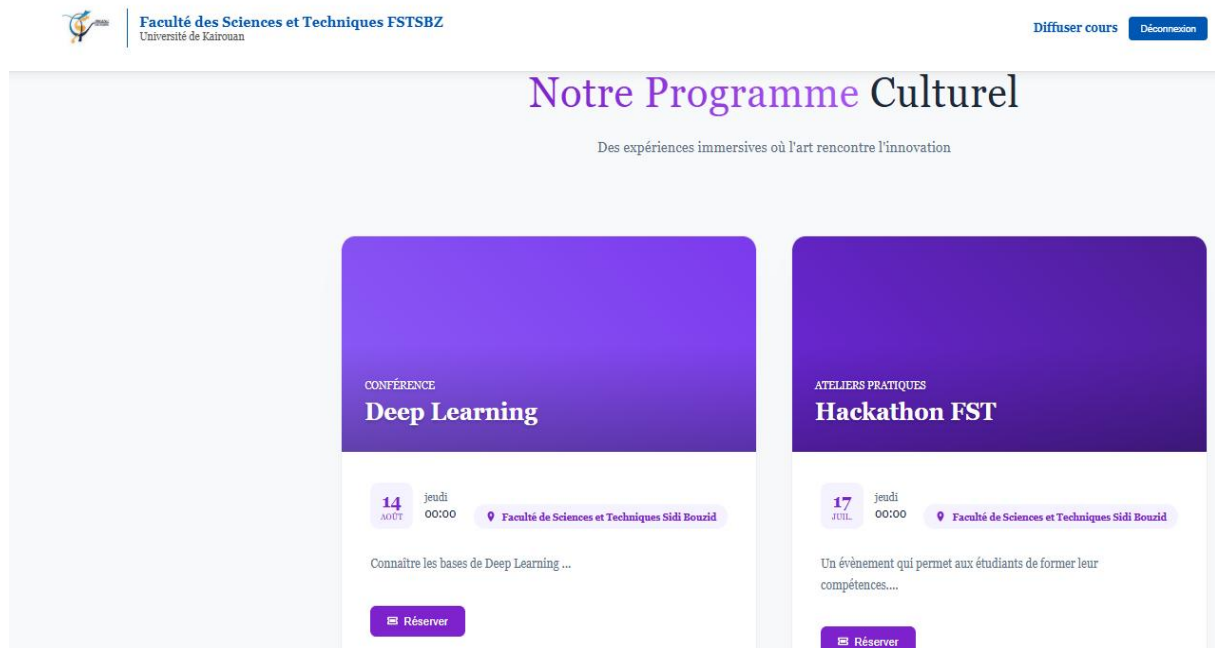 Faculté des Sciences et Techniques FSTSBZ
Université de Kairouan
Diffuser cours
Déconnexion
Notre Programme Culturel
Des expériences immersives où l'art rencontre l'innovation
CONFÉRENCE
Deep Learning
14
AOÛT
jeudi
00:00
Faculté de Sciences et Techniques Sidi Bouzid
Connaître les bases de Deep Learning ...
Réserver
ATELIERS PRATIQUES
Hackathon FST
17
JUIL.
jeudi
00:00
Faculté de Sciences et Techniques Sidi Bouzid
Un évènement qui permet aux étudiants de former leur
compétences....
Réserver